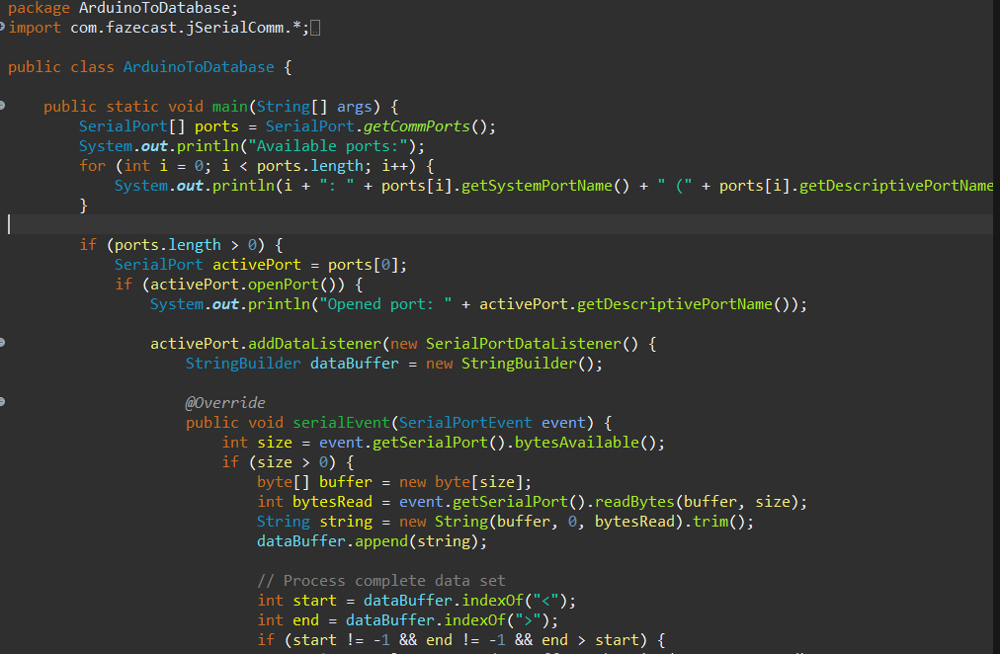 package ArduinoToDatabase;
import com.fazecast.jSerialComm.*;
public class ArduinoToDatabase {
public static void main(String[] args) {
SerialPort[] ports = SerialPort.getCommPorts();
System.out.println("Available ports:");
for (int i = 0; i < ports.length; i++) {
System.out.println(i + ": " + ports[i].getSystemPortName() + " (" + ports[i].getDescriptivePortName
}
if (ports.length > 0) {
SerialPort activePort = ports[0];
if (activePort.openPort()) {
System.out.println("Opened port: " + activePort.getDescriptivePortName());
activePort.addDataListener(new SerialPortDataListener() {
StringBuilder dataBuffer = new StringBuilder();
@Override
public void serialEvent(SerialPortEvent event) {
int size = event.getSerialPort().bytesAvailable();
if (size > 0) {
byte[] buffer = new byte[size];
int bytesRead = event.getSerialPort().readBytes(buffer, size);
String string = new String(buffer, 0, bytesRead).trim();
dataBuffer.append(string);
// Process complete data set
int start = dataBuffer.indexOf("<");
int end = dataBuffer.indexOf(">");
if (start != -1 && end != -1 && end > start) {